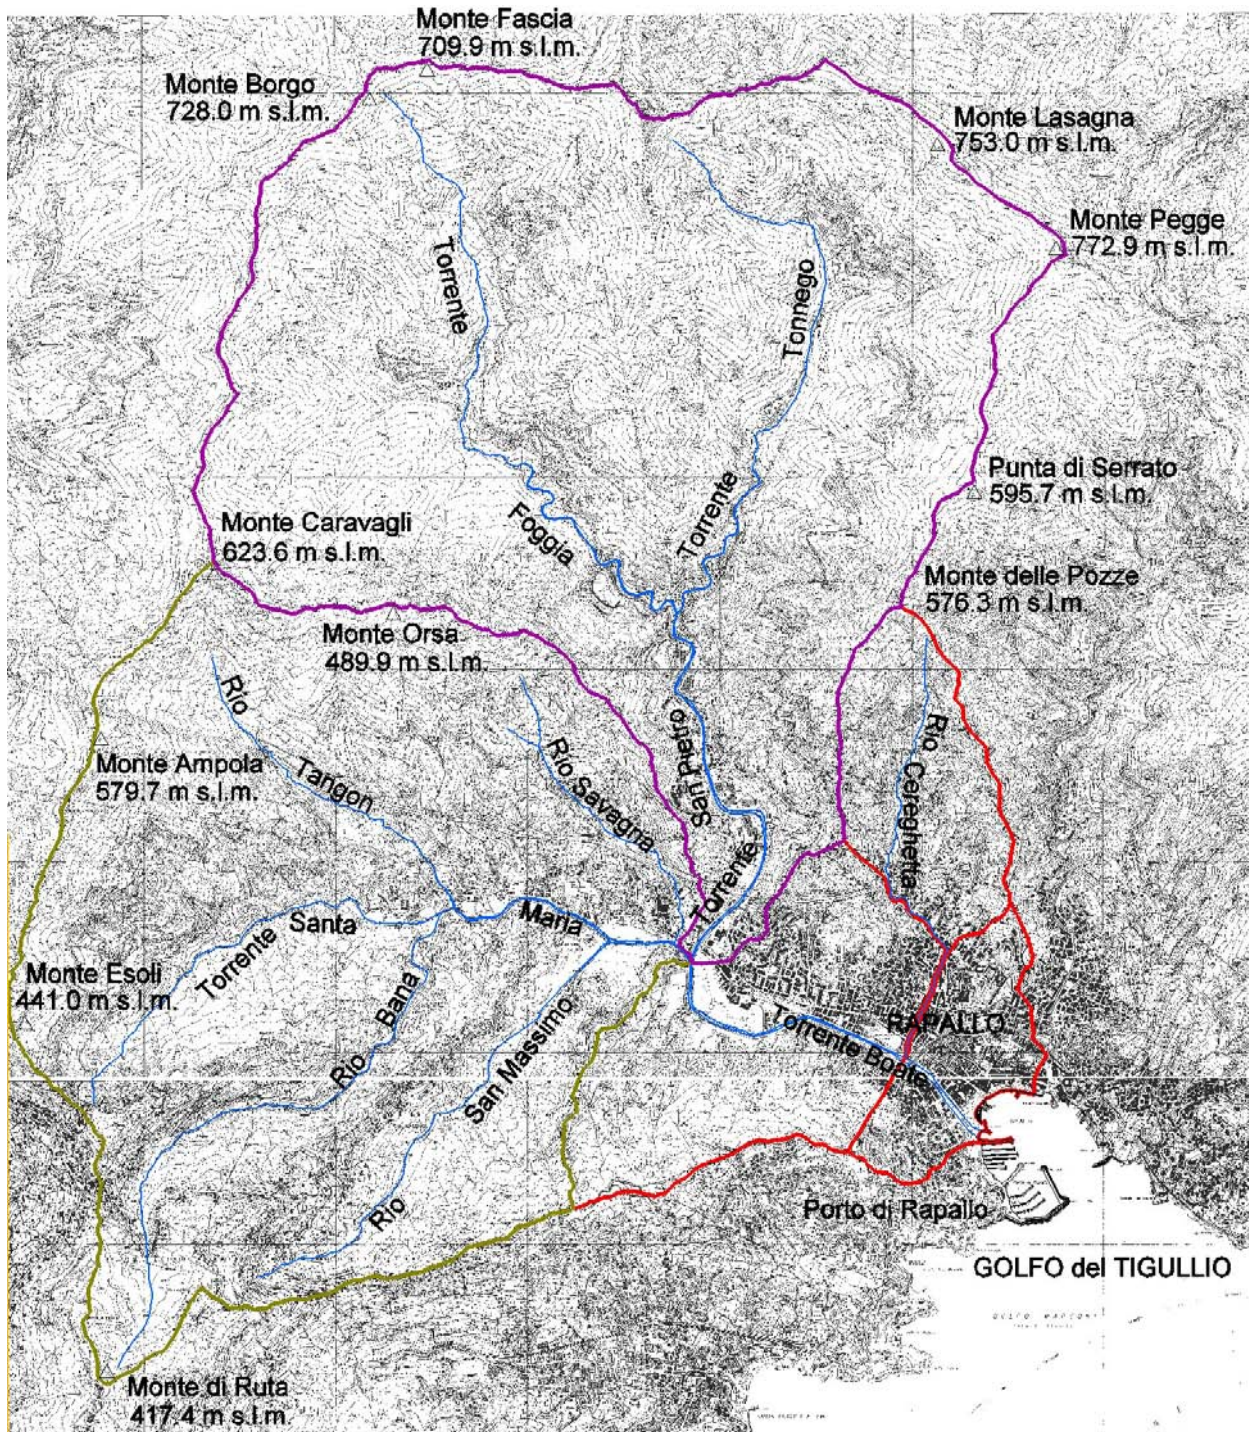 Monte Fascia
709.9 m s.l.m.
Monte Borgo
728.0 m s.l.m.
Monte Lasagna
753.0 m s.l.m.
Monte Pegge
772.9 m s.l.m.
Torrente
Tonnego
Punta di Serrato
595.7 m s.l.m.
Monte Caravagli
623.6 m s.l.m.
Foggia
Torrente
Monte delle Pozze
576.3 m s.l.m.
Monte Orsa
489.9 m s.l.m.
Rio
Tangon
Monte Ampola
579.7 m s.l.m.
Rio Savagna
San Pietro
Torrente
Rio Cereghetta
Torrente
Santa
Maria
Monte Esoli
441.0 m s.l.m.
Rio
Bana
San Massimo
Rio
Torrente Boate
RAPALLO
Porto di Rapallo
GOLFO del TIGULLIO
GOLFO MARCONI
Monte di Ruta
417.4 m s.l.m.